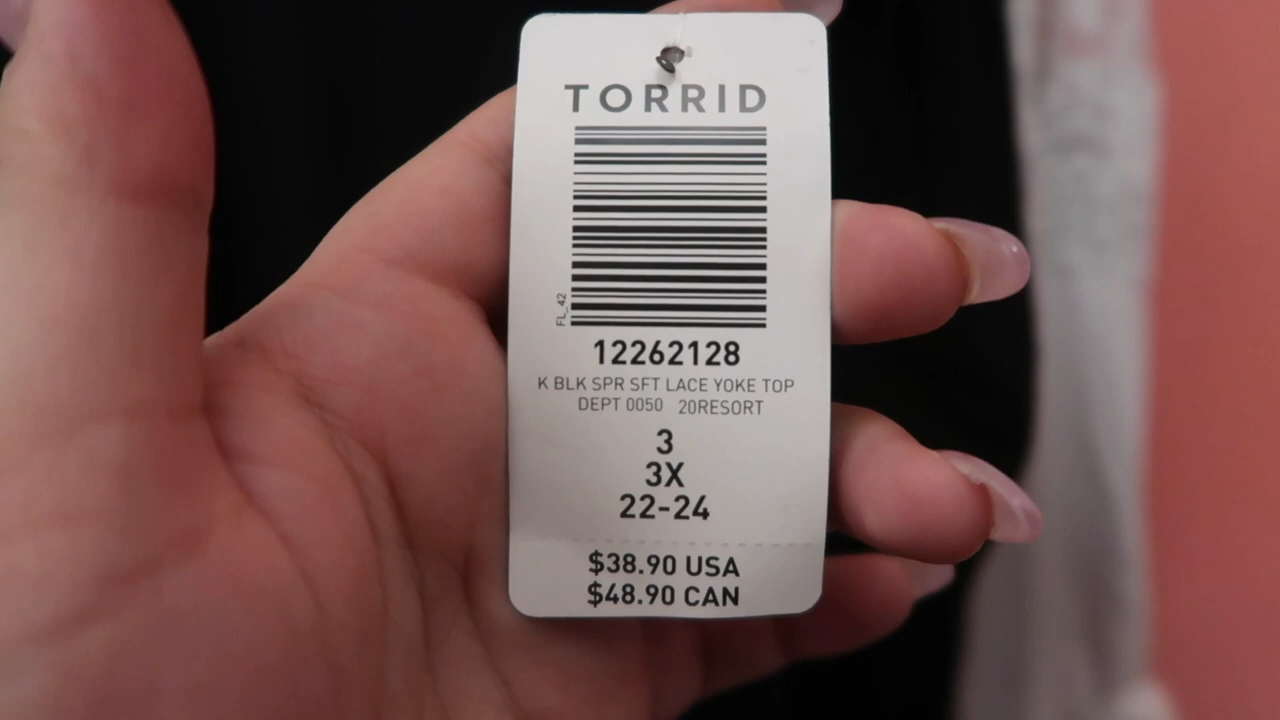 TORRID
FL_42
12262128
K BLK SPR SFT LACE YOKE TOP
DEPT 0050 20RESORT
3
3X
22-24
$38.90 USA
$48.90 CAN